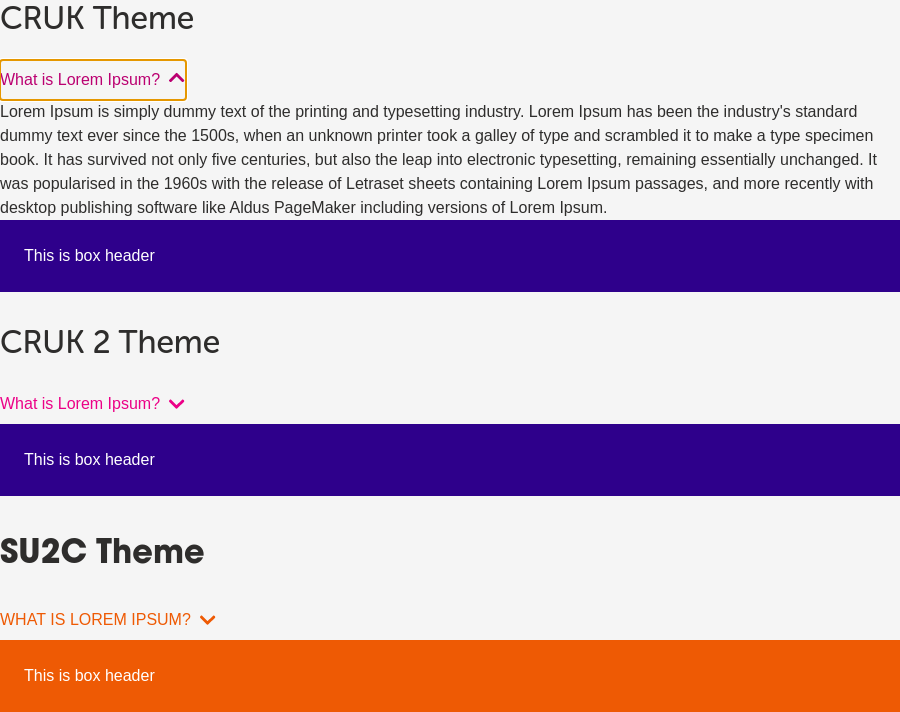 CRUK Theme
What is Lorem Ipsum?
Lorem Ipsum is simply dummy text of the printing and typesetting industry. Lorem Ipsum has been the industry's standard
dummy text ever since the 1500s, when an unknown printer took a galley of type and scrambled it to make a type specimen
book. It has survived not only five centuries, but also the leap into electronic typesetting, remaining essentially unchanged. It
was popularised in the 1960s with the release of Letraset sheets containing Lorem Ipsum passages, and more recently with
desktop publishing software like Aldus PageMaker including versions of Lorem Ipsum.
This is box header
CRUK 2 Theme
What is Lorem Ipsum?
This is box header
SU2C Theme
WHAT IS LOREM IPSUM?
This is box header